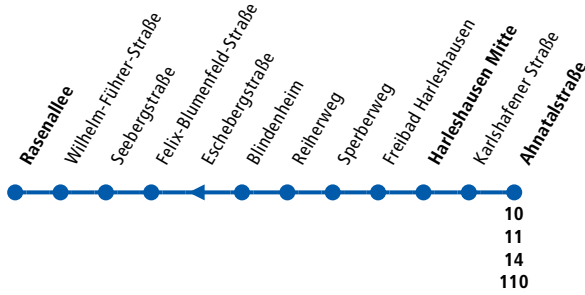 Rasenallee
Wilhelm-Führer-Straße
Seebergstraße
Felix-Blumenfeld-Straße
Eschebergstraße
Blindenheim
Reiherweg
Sperberweg
Freibad Harleshausen
Harleshausen Mitte
Karlshafener Straße
Ahnatalstraße
10
11
14
110